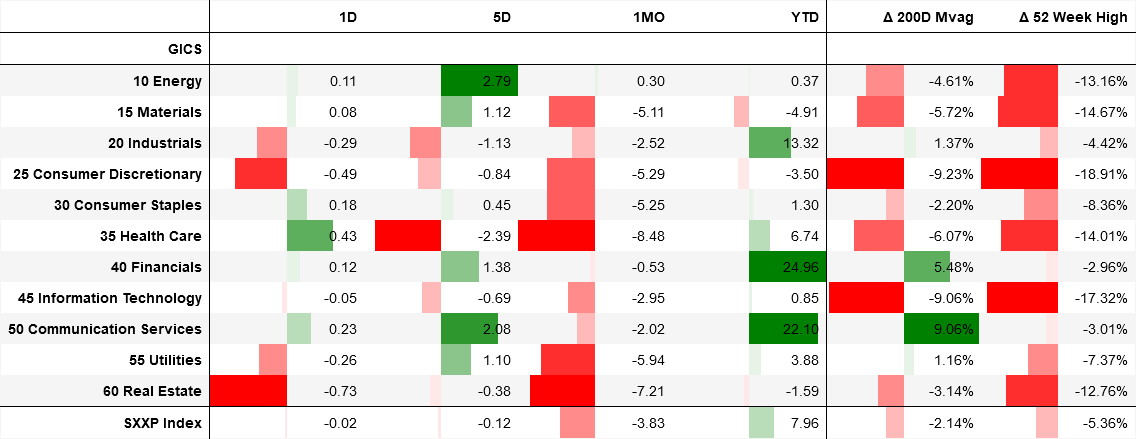 1D 5D 1MO YTD Δ 200D Mvag Δ 52 Week High
GICS
10 Energy 0.11 2.79 0.30 0.37 -4.61% -13.16%
15 Materials 0.08 1.12 -5.11 -4.91 -5.72% -14.67%
20 Industrials -0.29 -1.13 -2.52 13.32 1.37% -4.42%
25 Consumer Discretionary -0.49 -0.84 -5.29 -3.50 -9.23% -18.91%
30 Consumer Staples 0.18 0.45 -5.25 1.30 -2.20% -8.36%
35 Health Care 0.43 -2.39 -8.48 6.74 -6.07% -14.01%
40 Financials 0.12 1.38 -0.53 24.96 5.48% -2.96%
45 Information Technology -0.05 -0.69 -2.95 0.85 -9.06% -17.32%
50 Communication Services 0.23 2.08 -2.02 22.10 9.06% -3.01%
55 Utilities -0.26 1.10 -5.94 3.88 1.16% -7.37%
60 Real Estate -0.73 -0.38 -7.21 -1.59 -3.14% -12.76%
SXXP Index -0.02 -0.12 -3.83 7.96 -2.14% -5.36%